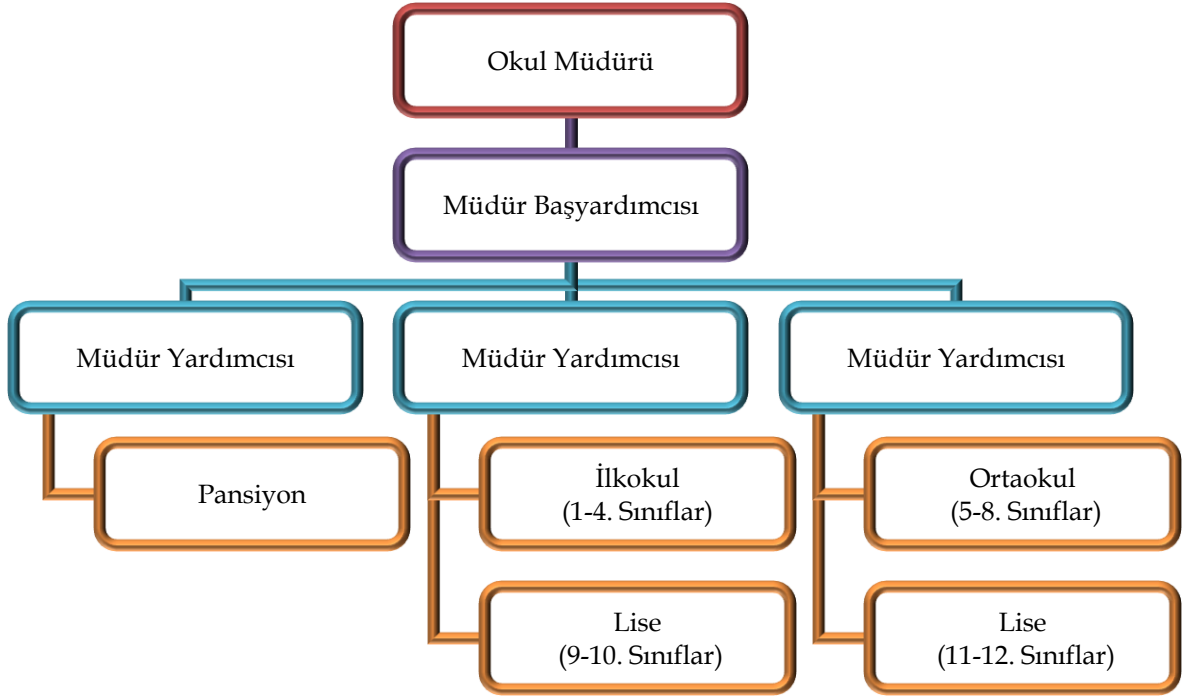 Okul Müdürü
Müdür Başyardımcısı
Müdür Yardımcısı
Müdür Yardımcısı
Müdür Yardımcısı
Pansiyon
İlkokul
(1-4. Sınıflar)
Ortaokul
(5-8. Sınıflar)
Lise
(9-10. Sınıflar)
Lise
(11-12. Sınıflar)